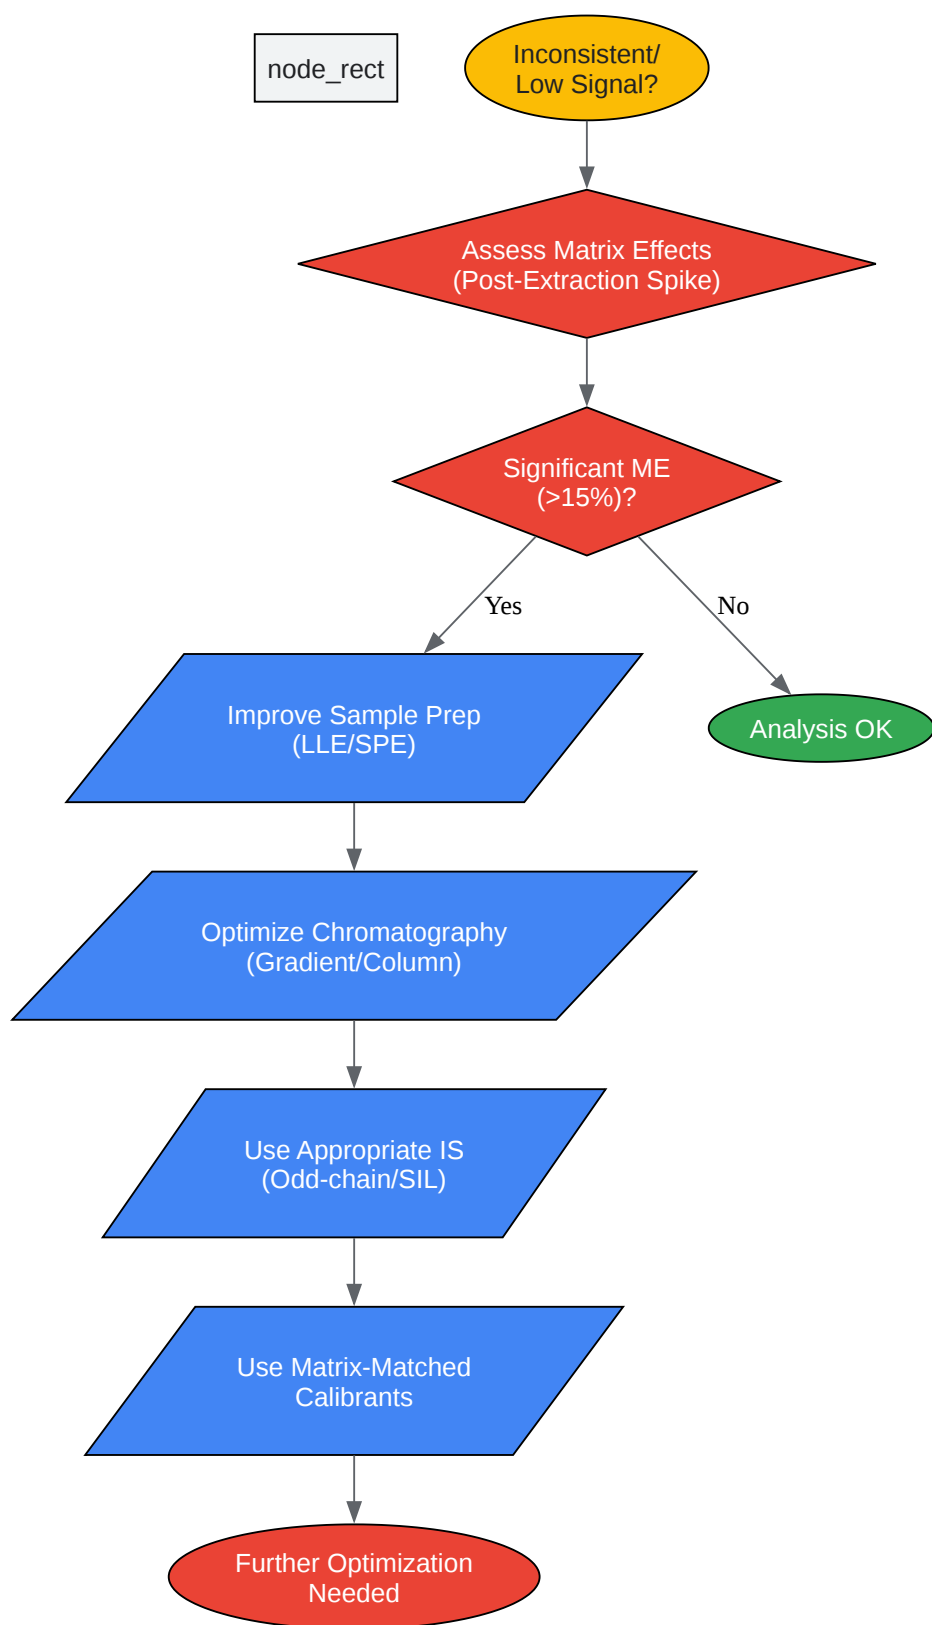 node_rect
Inconsistent/
Low Signal?
Assess Matrix Effects
(Post-Extraction Spike)
Significant ME
(>15%)?
Yes
No
Improve Sample Prep
(LLE/SPE)
Analysis OK
Optimize Chromatography
(Gradient/Column)
Use Appropriate IS
(Odd-chain/SIL)
Use Matrix-Matched
Calibrants
Further Optimization
Needed